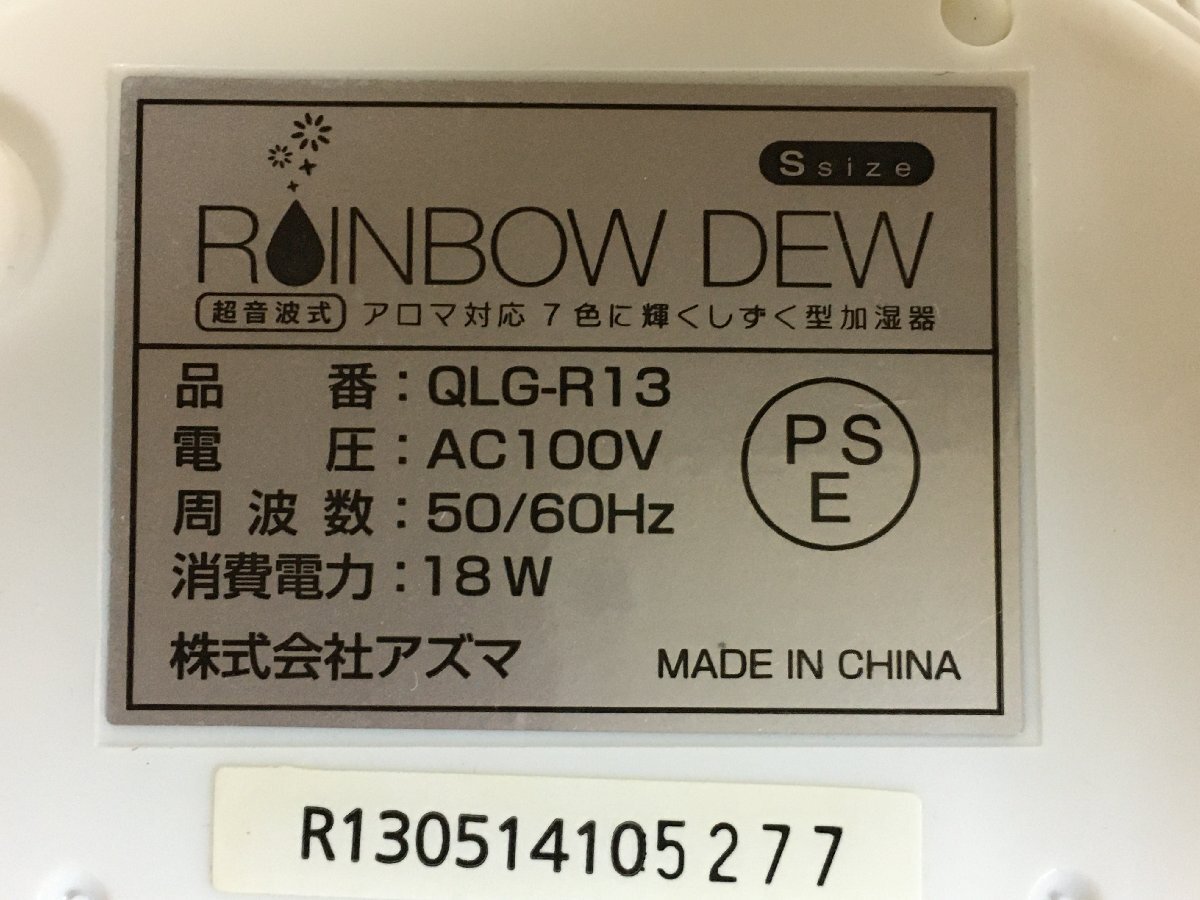 S size
RAINBOW DEW
超音波式 アロマ対応 7色に輝くしずく型加湿器
品番：QLG-R13
電圧：AC100V
周波数：50/60Hz
消費電力：18W
PSE
株式会社アズマ
MADE IN CHINA
R130514105277